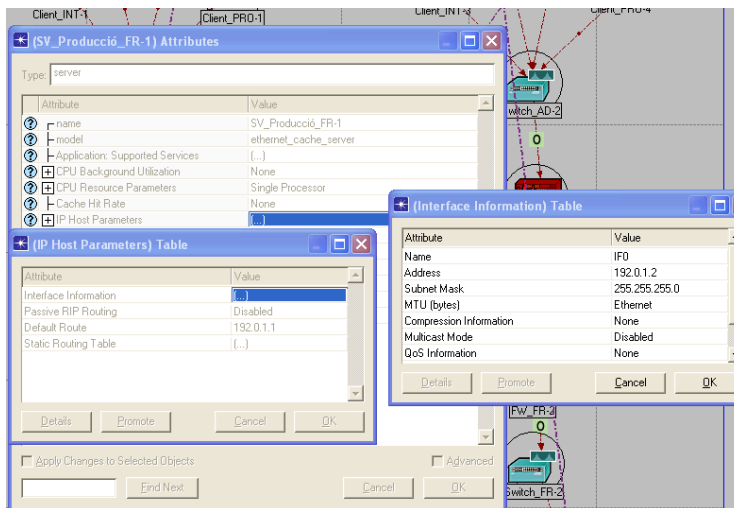 Client_INT-1
Client_PRO-1
Client_INT-3
Client_PRO-4
(SV_Producció_FR-1) Attributes
Type: server
Attribute Value
name SV_Producció_FR-1
model ethernet_cache_server
Application: Supported Services (...)
CPU Background Utilization None
CPU Resource Parameters Single Processor
Cache Hit Rate None
IP Host Parameters (...)
witch_AD-2
0
(IP Host Parameters) Table
Attribute Value
Interface Information (...)
Passive RIP Routing Disabled
Default Route 192.0.1.1
Static Routing Table (...)
Details Promote Cancel OK
(Interface Information) Table
Attribute Value
Name IF0
Address 192.0.1.2
Subnet Mask 255.255.255.0
MTU (bytes) Ethernet
Compression Information None
Multicast Mode Disabled
QoS Information None
Details Promote Cancel OK
FW_FR-2
0
Switch_FR-2
Apply Changes to Selected Objects Advanced
Find Next Cancel OK